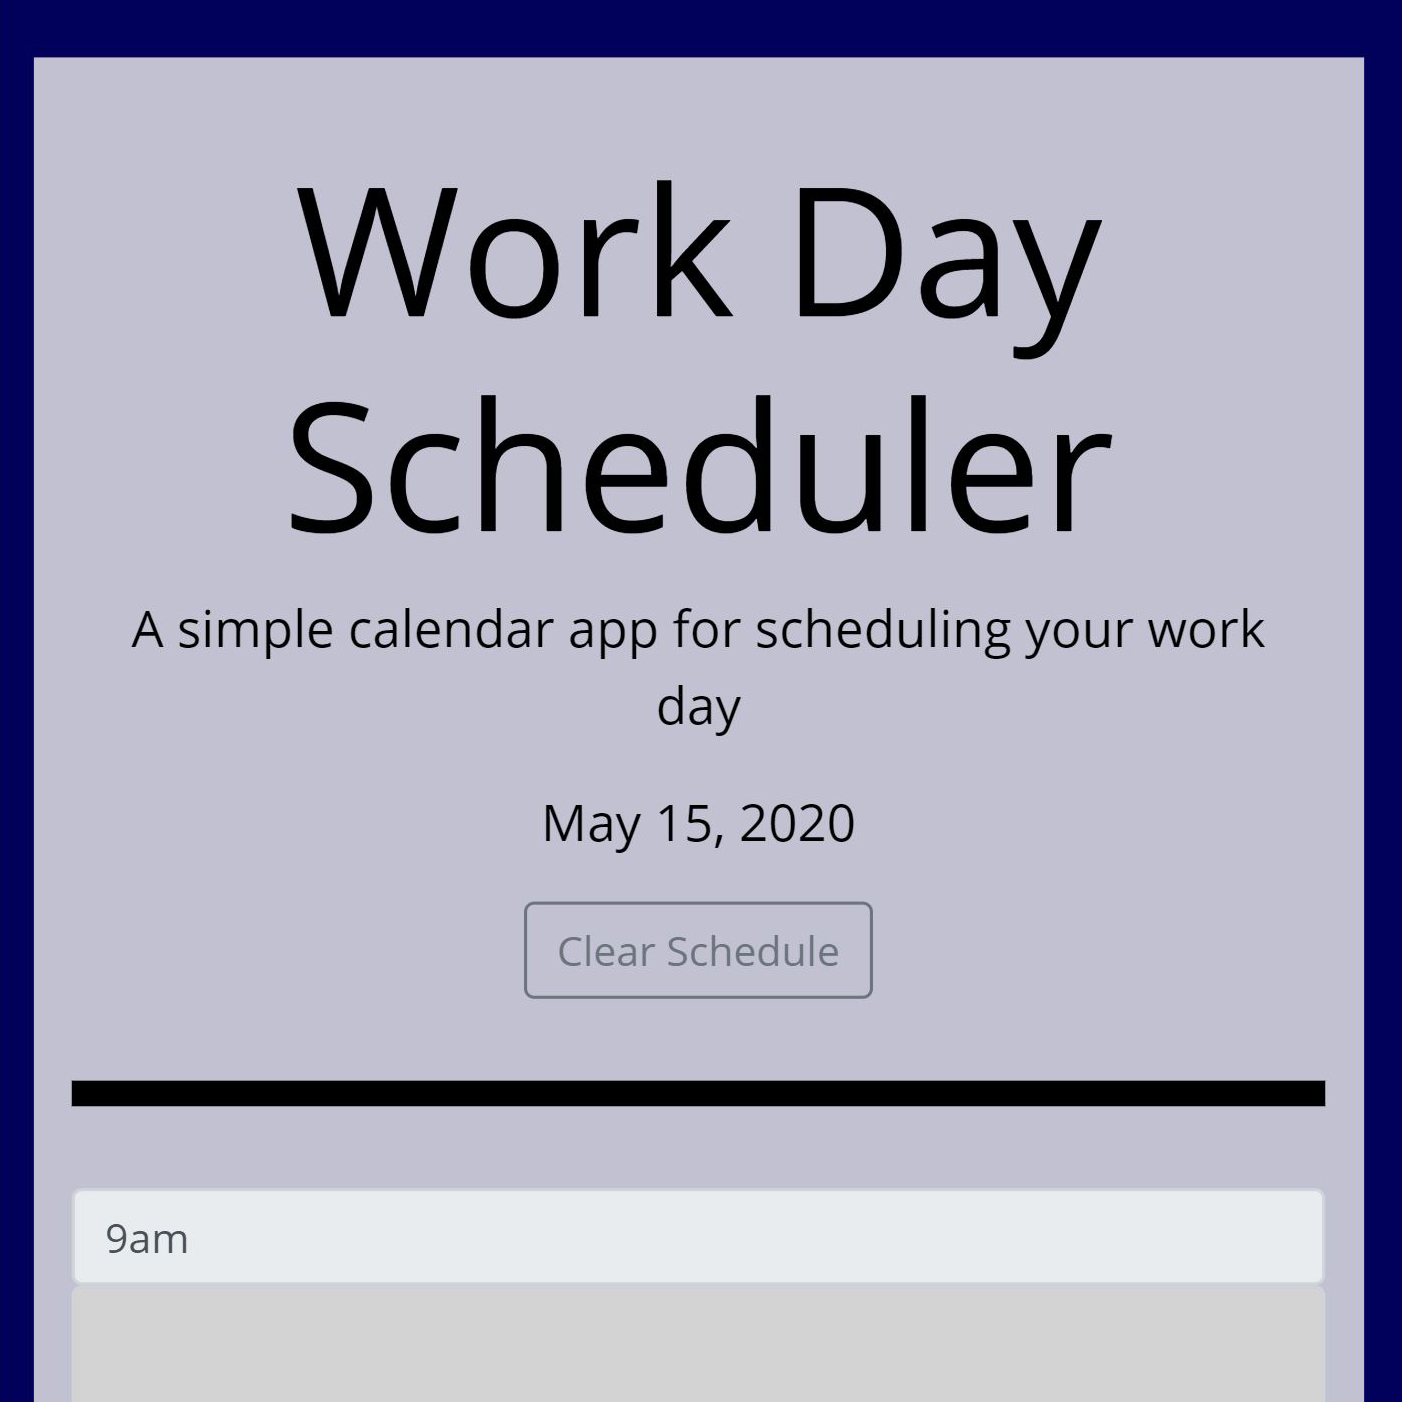 Work Day
Scheduler
A simple calendar app for scheduling your work
day
May 15, 2020
Clear Schedule
9am